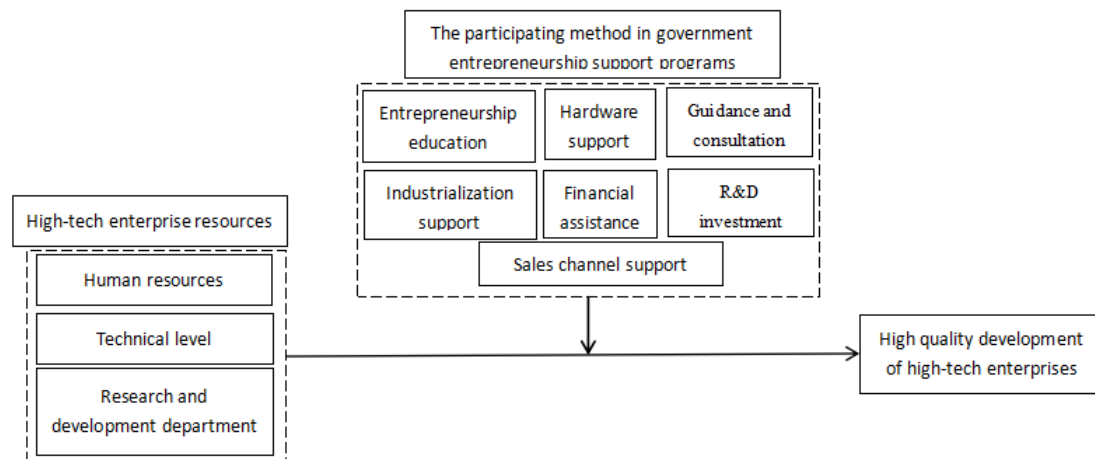 The participating method in government
entrepreneurship support programs
Entrepreneurship
education
Hardware
support
Guidance and
consultation
Industrialization
support
Financial
assistance
R&D
investment
Sales channel support
High-tech enterprise resources
Human resources
Technical level
Research and
development department
High quality development
of high-tech enterprises